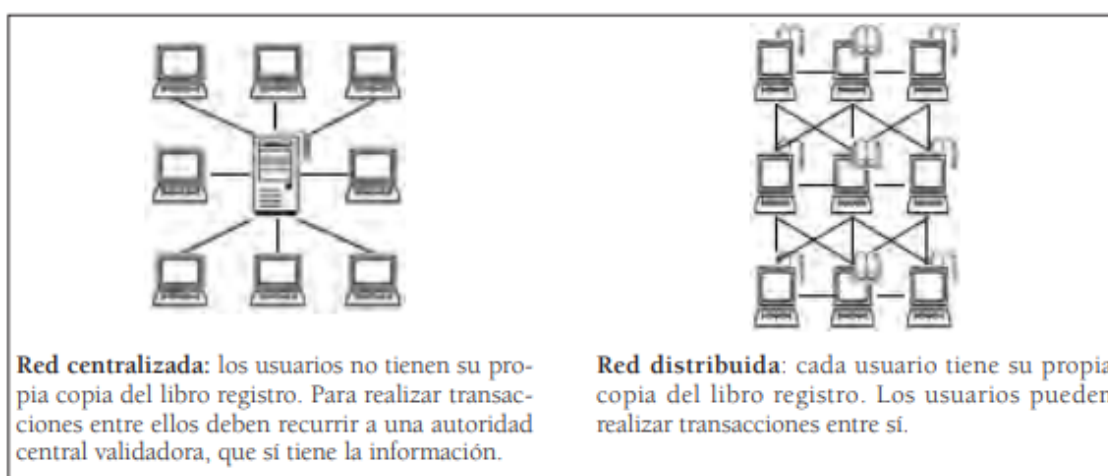 Red centralizada: los usuarios no tienen su pro-
pia copia del libro registro. Para realizar transac-
ciones entre ellos deben recurrir a una autoridad
central validadora, que sí tiene la información.
Red distribuida: cada usuario tiene su propia
copia del libro registro. Los usuarios pueden
realizar transacciones entre sí.